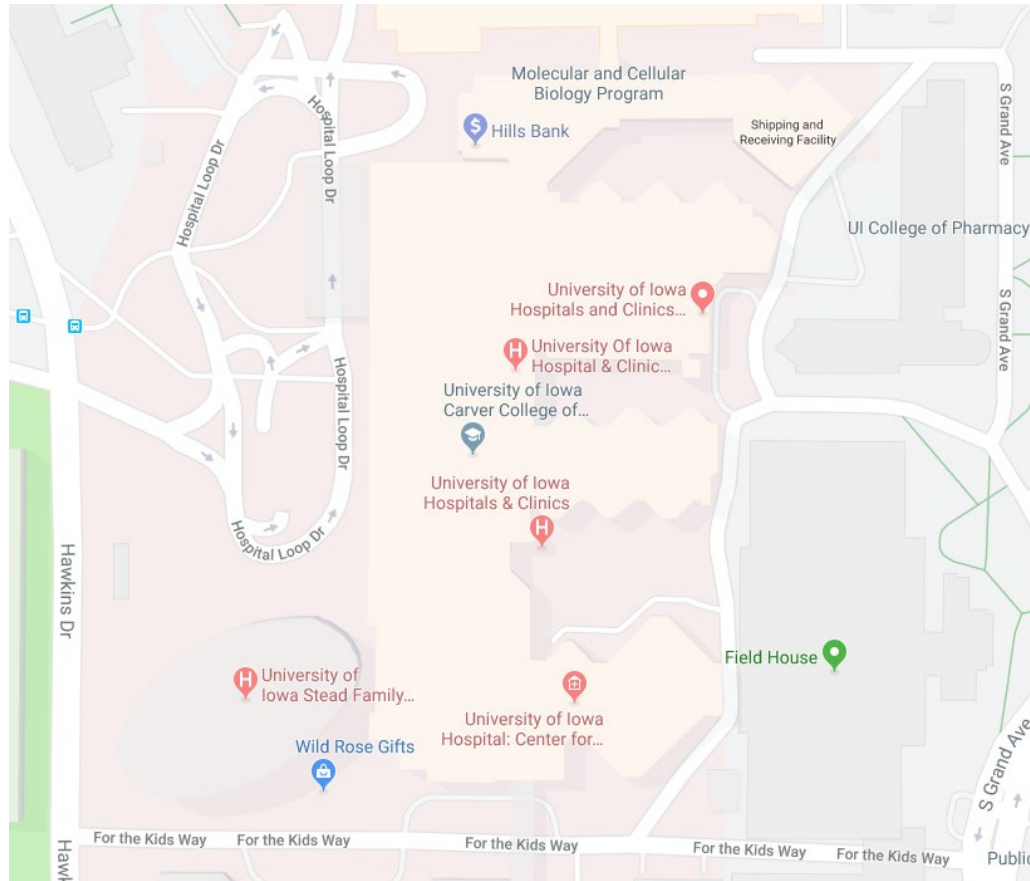 Molecular and Cellular
Biology Program
Hills Bank
Shipping and
Receiving Facility
S Grand Ave
Hospital Loop Dr
Hospital Loop Dr
UI College of Pharmacy
University of Iowa
Hospitals and Clinics...
S Grand Ave
University Of Iowa
Hospital & Clinic...
University of Iowa
Carver College of...
Hospital Loop Dr
University of Iowa
Hospitals & Clinics
Hospital Loop Dr
Hawkins Dr
Field House
University of
Iowa Stead Family...
University of Iowa
Hospital: Center for...
Wild Rose Gifts
S Grand Ave
For the Kids Way
For the Kids Way
For the Kids Way
For the Kids Way
For the Kids Way
Hawk
Public
H
H
H
$